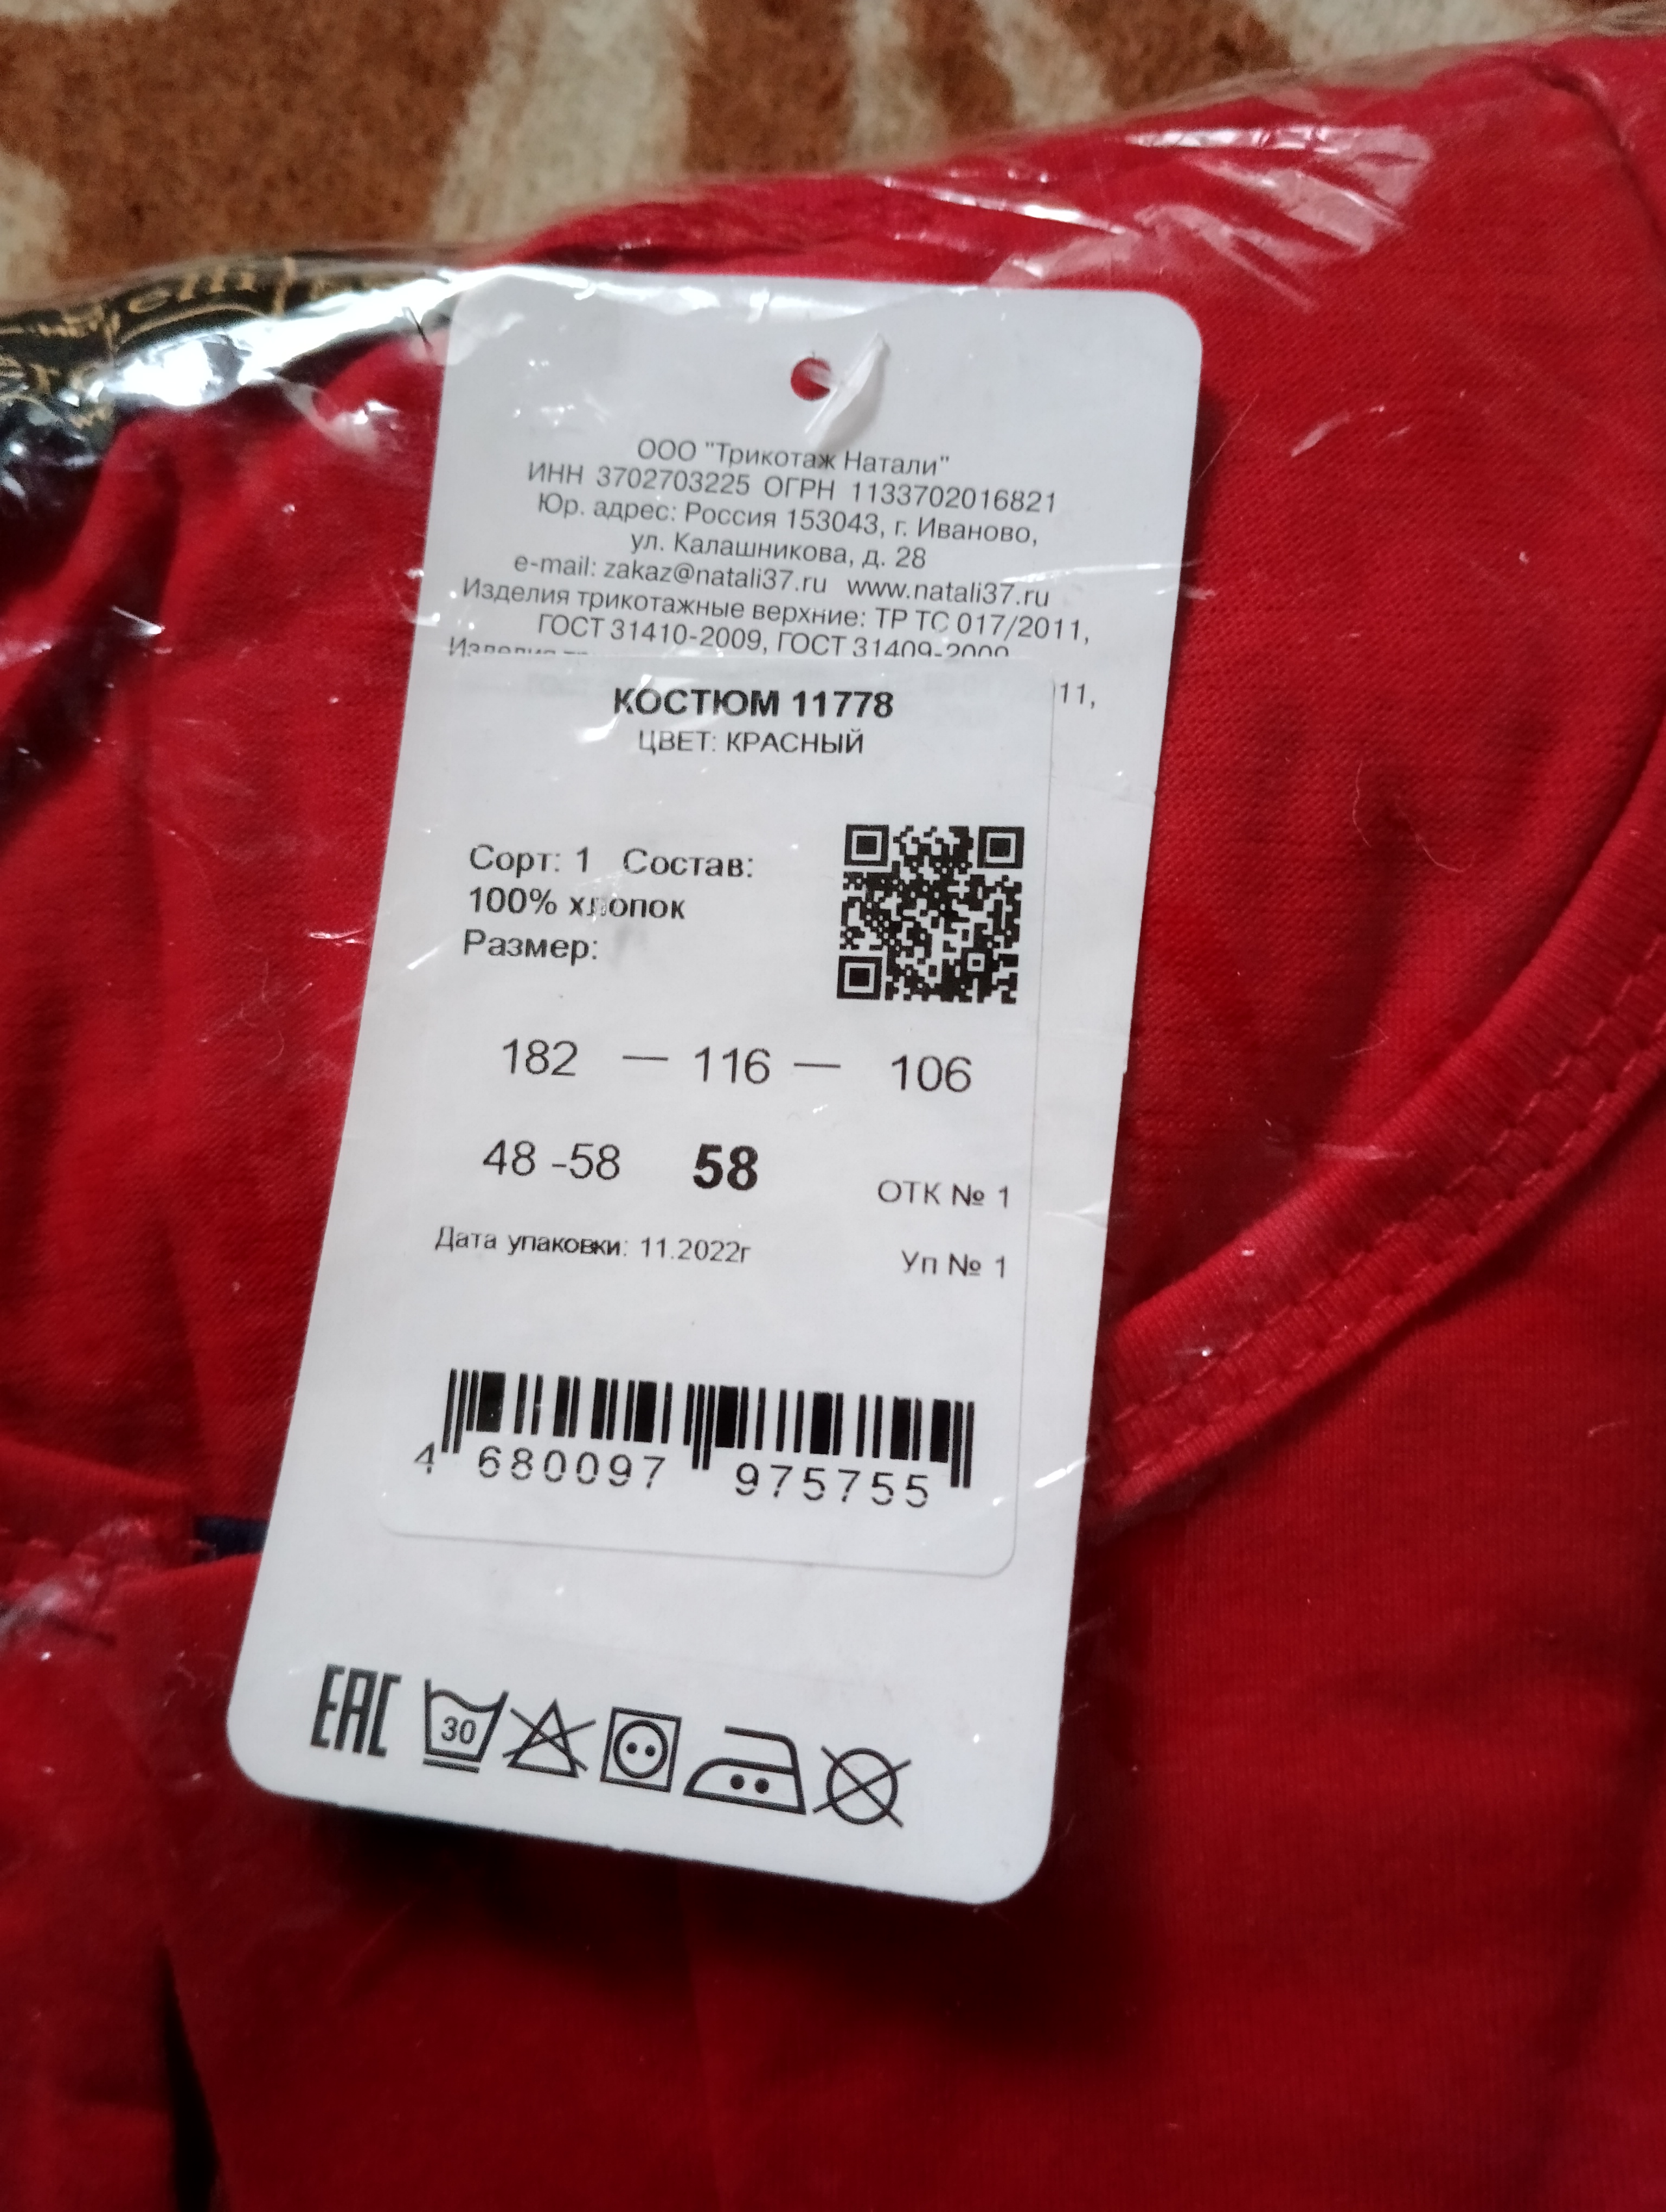 ООО "Трикотаж Натали"
ИНН 3702703225 ОГРН 1133702016821
Юр. адрес: Россия 153043, г. Иваново,
ул. Калашникова, д. 28
e-mail: zakaz@natali37.ru www.natali37.ru
Изделия трикотажные верхние: ТР ТС 017/2011,
ГОСТ 31410-2009, ГОСТ 31409-2009
Изделия
11,
КОСТЮМ 11778
ЦВЕТ: КРАСНЫЙ
Сорт: 1 Состав:
100% хлопок
Размер:
182 — 116 — 106
48 -58 58
ОТК № 1
Дата упаковки: 11.2022г
Уп № 1
4 680097 975755
EAC 30